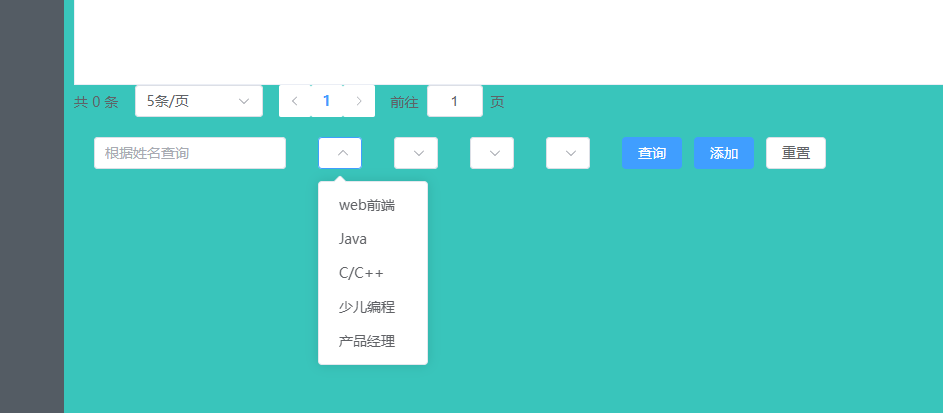 共 0 条 5条/页 1 前往 1 页
根据姓名查询 查询 添加 重置
web前端
Java
C/C++
少儿编程
产品经理